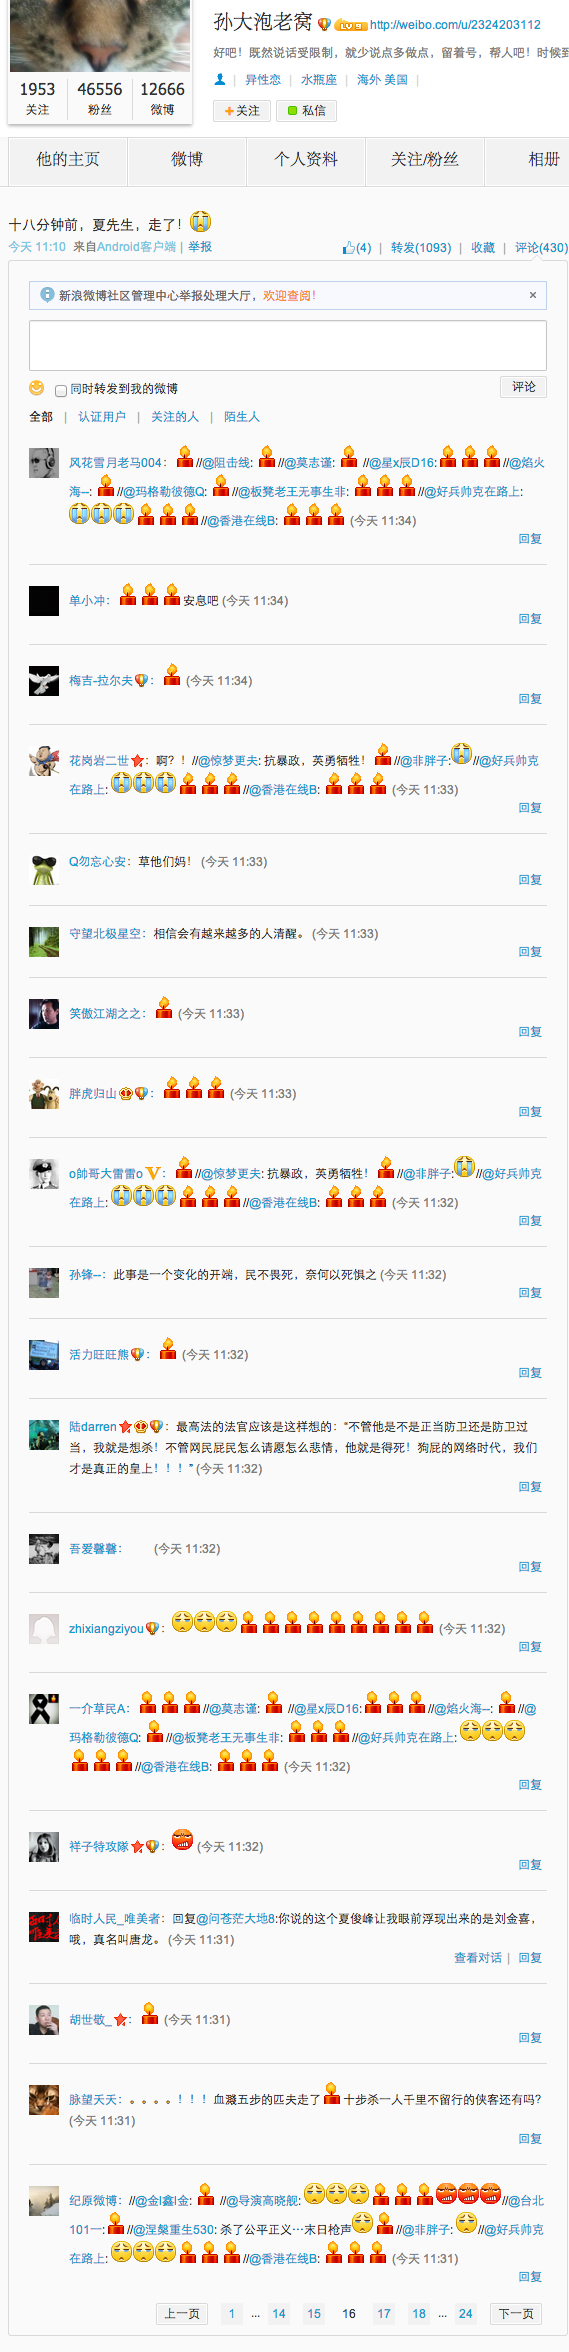 孙大泡老窝 Lv 9 http://weibo.com/u/2324203112
好吧！既然说话受限制，就少说点多做点，留着号，帮人吧！时候到
1953 46556 12666
关注 粉丝 微博
异性恋 | 水瓶座 | 海外 美国 |
+关注 私信
他的主页 微博 个人资料 关注/粉丝 相册
十八分钟前，夏先生，走了！
今天 11:10 来自Android客户端 | 举报 (4) | 转发(1093) | 收藏 | 评论(430)
新浪微博社区管理中心举报处理大厅，欢迎查阅！ ×
同时转发到我的微博 评论
全部 | 认证用户 | 关注的人 | 陌生人
风花雪月老马004： //@阻击线: //@莫志谨: //@星x辰D16: //@焰火
海--: //@玛格勒彼德Q: //@板凳老王无事生非: //@好兵帅克在路上:
//@香港在线B: (今天 11:34)
回复
单小冲： 安息吧 (今天 11:34)
回复
梅吉-拉尔夫： (今天 11:34)
回复
花岗岩二世： 啊？！//@惊梦更夫: 抗暴政，英勇牺牲！ //@非胖子: //@好兵帅克
在路上: //@香港在线B: (今天 11:33)
回复
Q勿忘心安： 草他们妈！ (今天 11:33)
回复
守望北极星空： 相信会有越来越多的人清醒。 (今天 11:33)
回复
笑傲江湖之之： (今天 11:33)
回复
胖虎归山： (今天 11:33)
回复
o帥哥大雷雷o V： //@惊梦更夫: 抗暴政，英勇牺牲！ //@非胖子: //@好兵帅克
在路上: //@香港在线B: (今天 11:32)
回复
孙锋--： 此事是一个变化的开端，民不畏死，奈何以死惧之 (今天 11:32)
回复
活力旺旺熊： (今天 11:32)
回复
陆darren： 最高法的法官应该是这样想的：“不管他是不是正当防卫还是防卫过
当，我就是想杀！不管网民屁民怎么请愿怎么悲情，他就是得死！狗屁的网络时代，我们
才是真正的皇上！！！” (今天 11:32)
回复
吾爱馨馨： (今天 11:32)
回复
zhixiangziyou： (今天 11:32)
回复
一介草民A： //@莫志谨: //@星x辰D16: //@焰火海--: //@
玛格勒彼德Q: //@板凳老王无事生非: //@好兵帅克在路上:
//@香港在线B: (今天 11:32)
回复
祥子特攻隊： (今天 11:32)
回复
临时人民_唯美者： 回复@问苍茫大地8:你说的这个夏俊峰让我眼前浮现出来的是刘金喜，
哦，真名叫唐龙。 (今天 11:31)
查看对话 | 回复
胡世敬_： (今天 11:31)
回复
脉望夭夭： 。。。。！！！血溅五步的匹夫走了 十步杀一人千里不留行的侠客还有吗?
(今天 11:31)
回复
纪原微博： //@金l鑫l金: //@导演高晓舰: //@台北
101一: //@涅槃重生530: 杀了公平正义…末日枪声 //@非胖子: //@好兵帅克
在路上: //@香港在线B: (今天 11:31)
回复
上一页 1 ... 14 15 16 17 18 ... 24 下一页